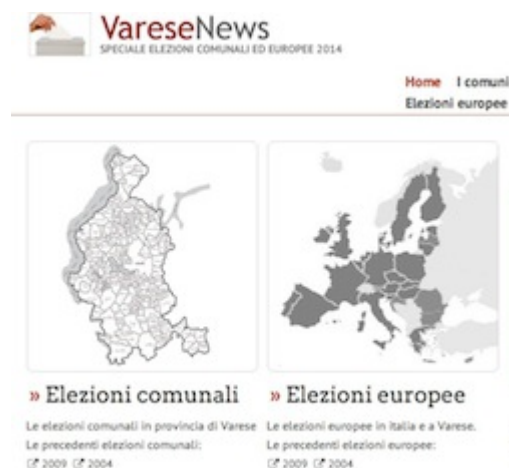 VareseNews
SPECIALE ELEZIONI COMUNALI ED EUROPEE 2014
Home I comuni
Elezioni europee
» Elezioni comunali
Le elezioni comunali in provincia di Varese
Le precedenti elezioni comunali:
2009 2004
» Elezioni europee
Le elezioni europee in Italia e a Varese.
Le precedenti elezioni europee:
2009 2004